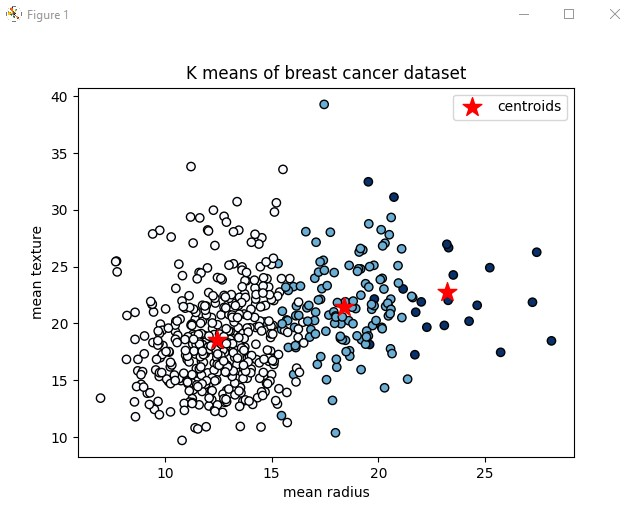 Figure 1
K means of breast cancer dataset
centroids
40
35
30
25
20
15
10
mean texture
10 15 20 25
mean radius